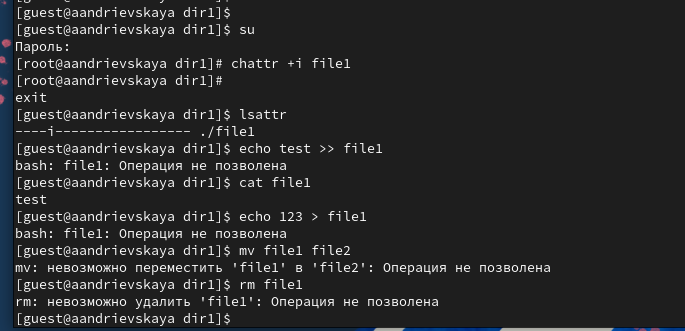 [guest@aandrievskaya dir1]$
[guest@aandrievskaya dir1]$ su
Пароль:
[root@aandrievskaya dir1]# chattr +i file1
[root@aandrievskaya dir1]#
exit
[guest@aandrievskaya dir1]$ lsattr
----i----------------- ./file1
[guest@aandrievskaya dir1]$ echo test >> file1
bash: file1: Операция не позволена
[guest@aandrievskaya dir1]$ cat file1
test
[guest@aandrievskaya dir1]$ echo 123 > file1
bash: file1: Операция не позволена
[guest@aandrievskaya dir1]$ mv file1 file2
mv: невозможно переместить 'file1' в 'file2': Операция не позволена
[guest@aandrievskaya dir1]$ rm file1
rm: невозможно удалить 'file1': Операция не позволена
[guest@aandrievskaya dir1]$